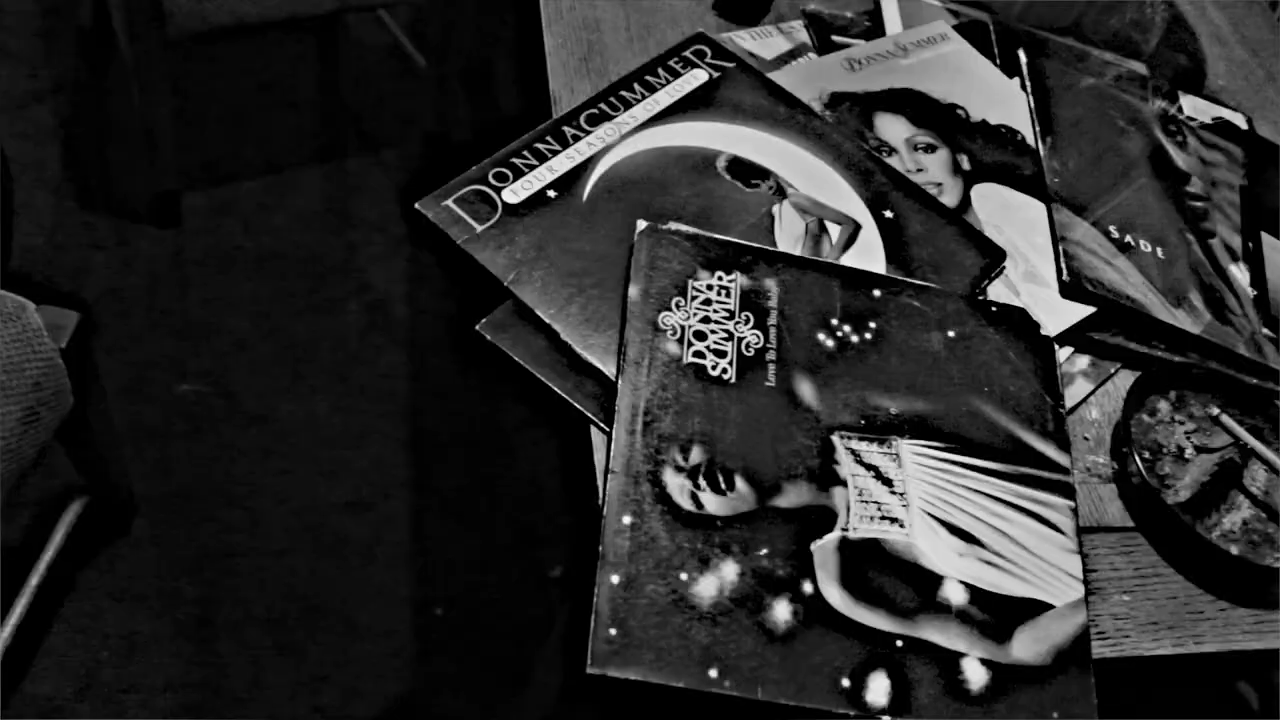 DONNA SUMMER
FOUR SEASONS OF LOVE
DONNA SUMMER
SADE
DONNA
SUMMER
Love To Love You Baby